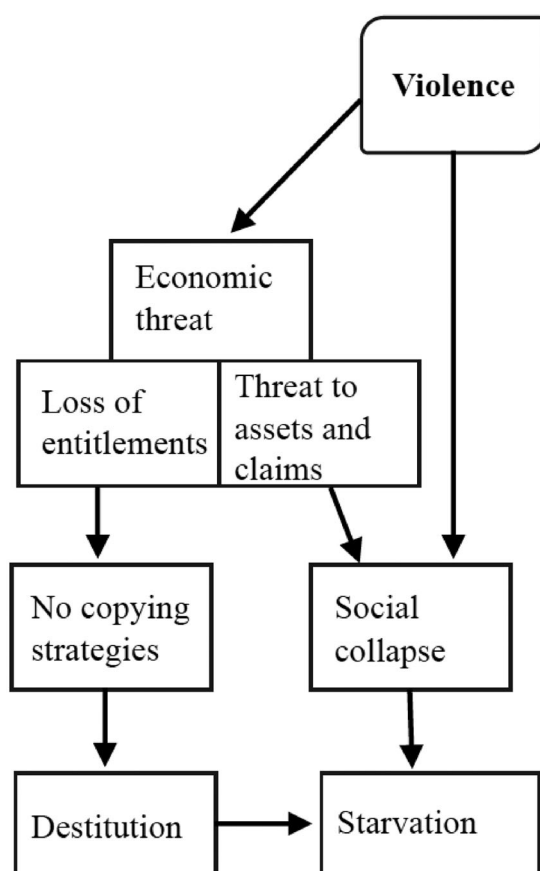 Violence
Economic
threat
Loss of
entitlements
Threat to
assets and
claims
No copying
strategies
Social
collapse
Destitution
Starvation